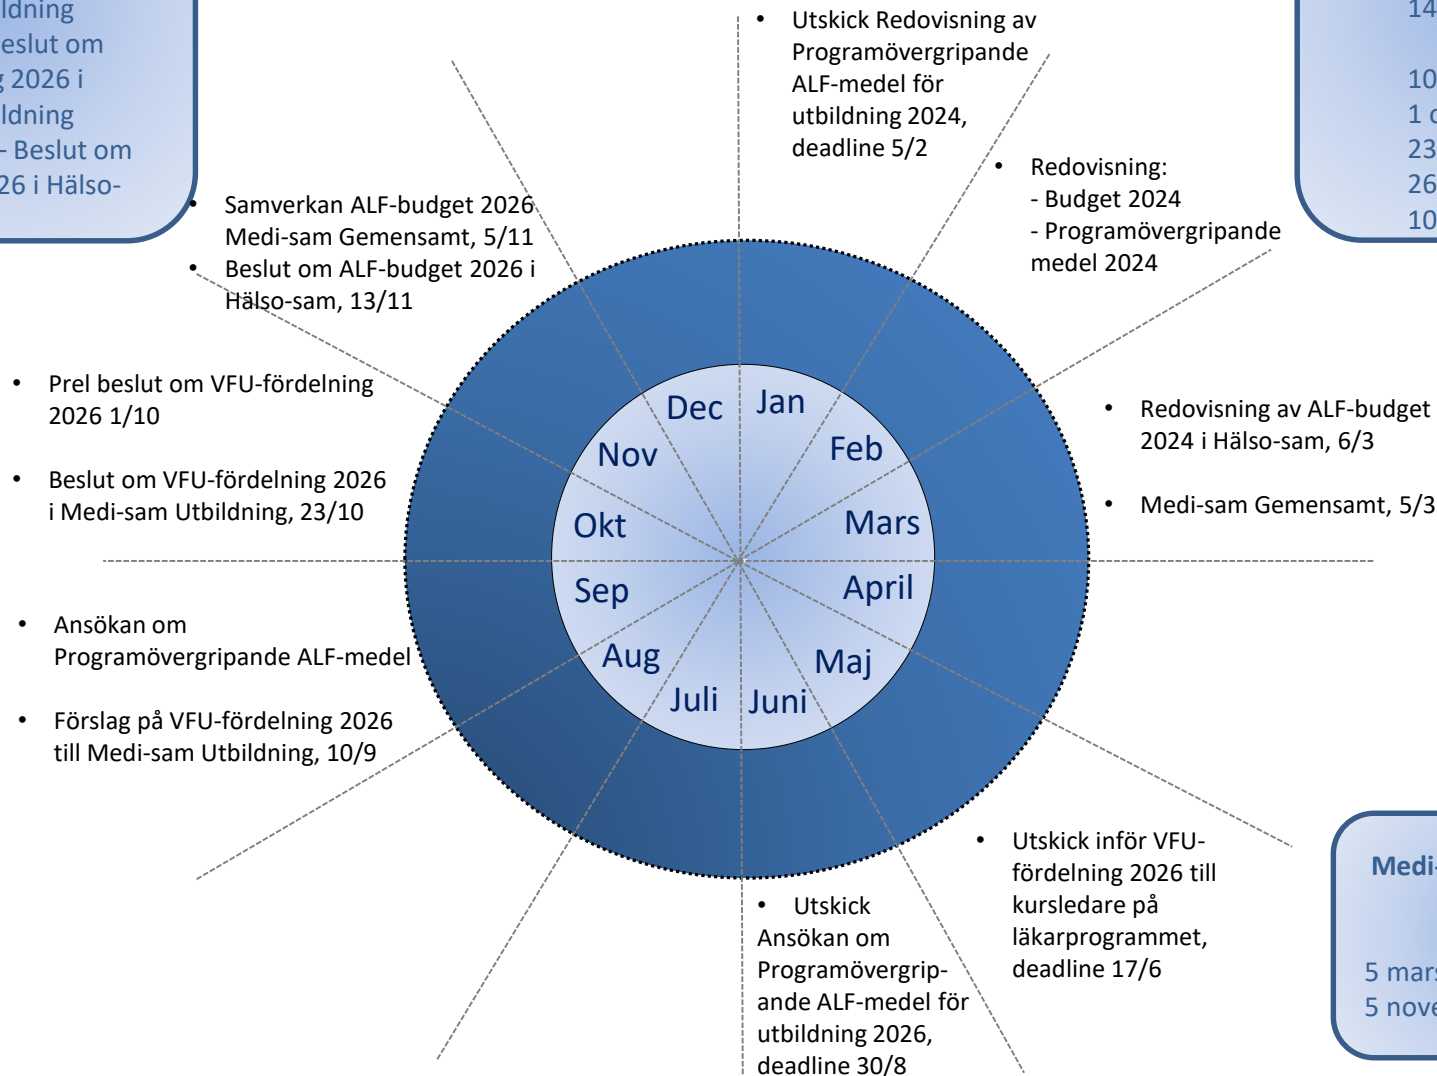 ldning
eslut om
g 2026 i
ldning
- Beslut om
26 i Hälso-
• Utskick Redovisning av
Programövergripande
ALF-medel för
utbildning 2024,
deadline 5/2
14
10
1 o
23
26
10
• Redovisning:
- Budget 2024
- Programövergripande
medel 2024
• Samverkan ALF-budget 2026
Medi-sam Gemensamt, 5/11
• Beslut om ALF-budget 2026 i
Hälso-sam, 13/11
• Prel beslut om VFU-fördelning
2026 1/10
• Beslut om VFU-fördelning 2026
i Medi-sam Utbildning, 23/10
• Redovisning av ALF-budget
2024 i Hälso-sam, 6/3
• Medi-sam Gemensamt, 5/3
Jan
Feb
Mars
April
Maj
Juni
Juli
Aug
Sep
Okt
Nov
Dec
• Ansökan om
Programövergripande ALF-medel
• Förslag på VFU-fördelning 2026
till Medi-sam Utbildning, 10/9
• Utskick inför VFU-
fördelning 2026 till
kursledare på
läkarprogrammet,
deadline 17/6
• Utskick
Ansökan om
Programövergrip-
ande ALF-medel för
utbildning 2026,
deadline 30/8
Medi-
5 mars
5 nove